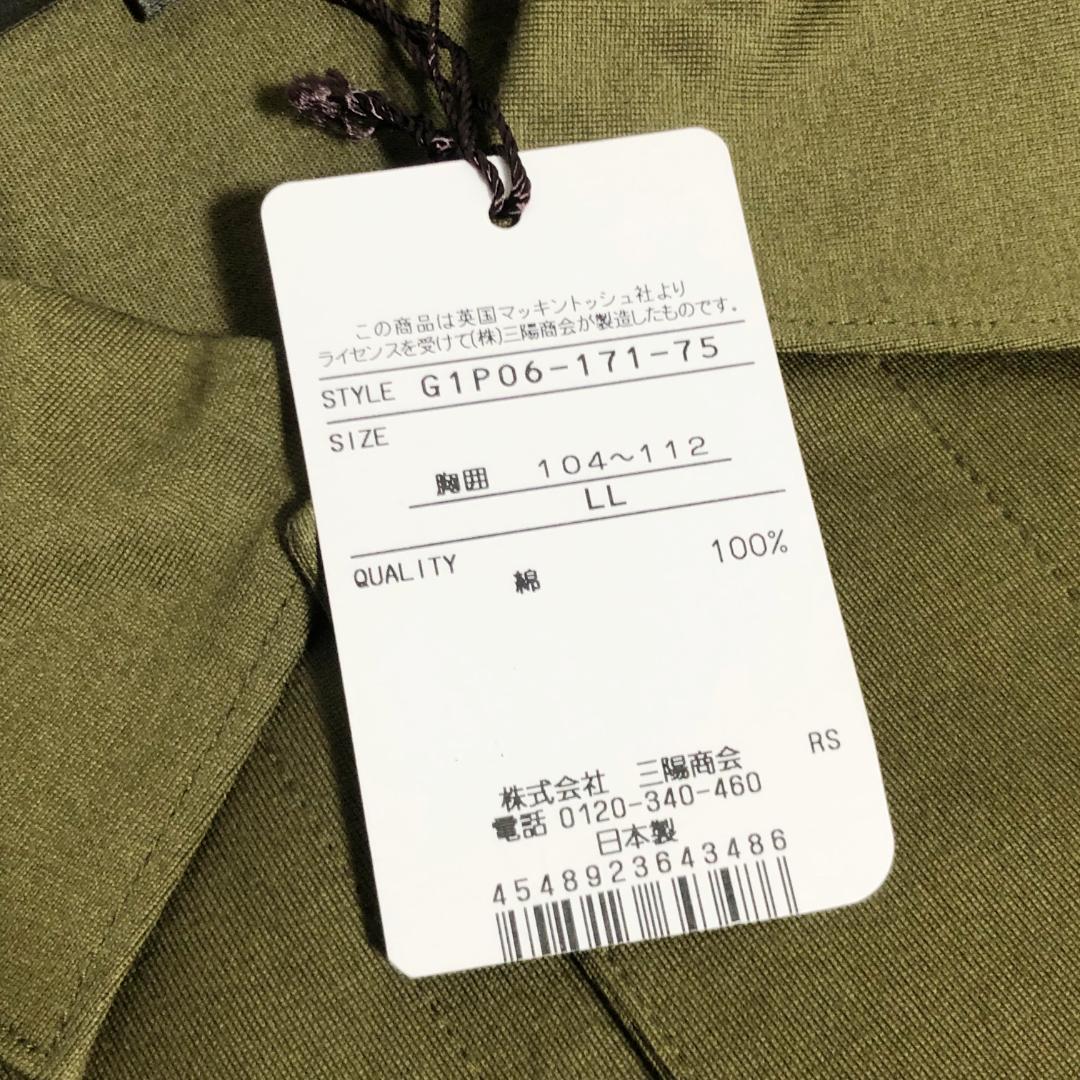 この商品は英国マッキントッシュ社より
ライセンスを受けて(株)三陽商会が製造したものです。
STYLE G1P06-171-75
SIZE
胸囲 104～112
LL
QUALITY 綿 100%
RS
株式会社 三陽商会
電話 0120-340-460
日本製
4548923643486